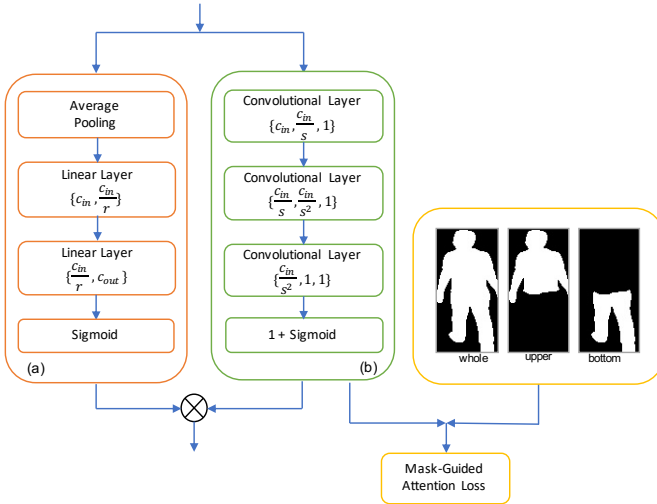 Average
Pooling
Linear Layer
{c_in, c_in/r}
Linear Layer
{c_in/r, c_out}
Sigmoid
(a)
Convolutional Layer
{c_in, c_in/s, 1}
Convolutional Layer
{c_in/s, c_in/s², 1}
Convolutional Layer
{c_in/s², 1, 1}
1 + Sigmoid
(b)
whole
upper
bottom
Mask-Guided
Attention Loss